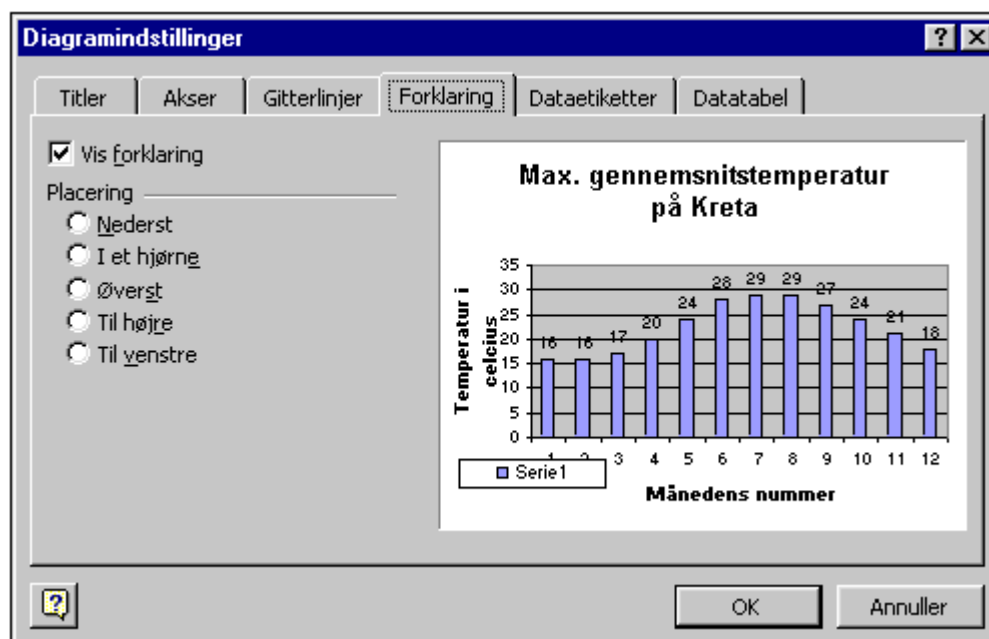 Diagramindstillinger
Titler Akser Gitterlinjer Forklaring Dataetiketter Datatabel
Vis forklaring
Placering
Nederst
I et hjørne
Øverst
Til højre
Til venstre
Max. gennemsnitstemperatur
på Kreta
Temperatur i
celcius
35
30
25
20
15
10
5
0
16 16 17 20 24 28 29 29 27 24 21 18
1 2 3 4 5 6 7 8 9 10 11 12
Serie1
Månedens nummer
OK Annuller